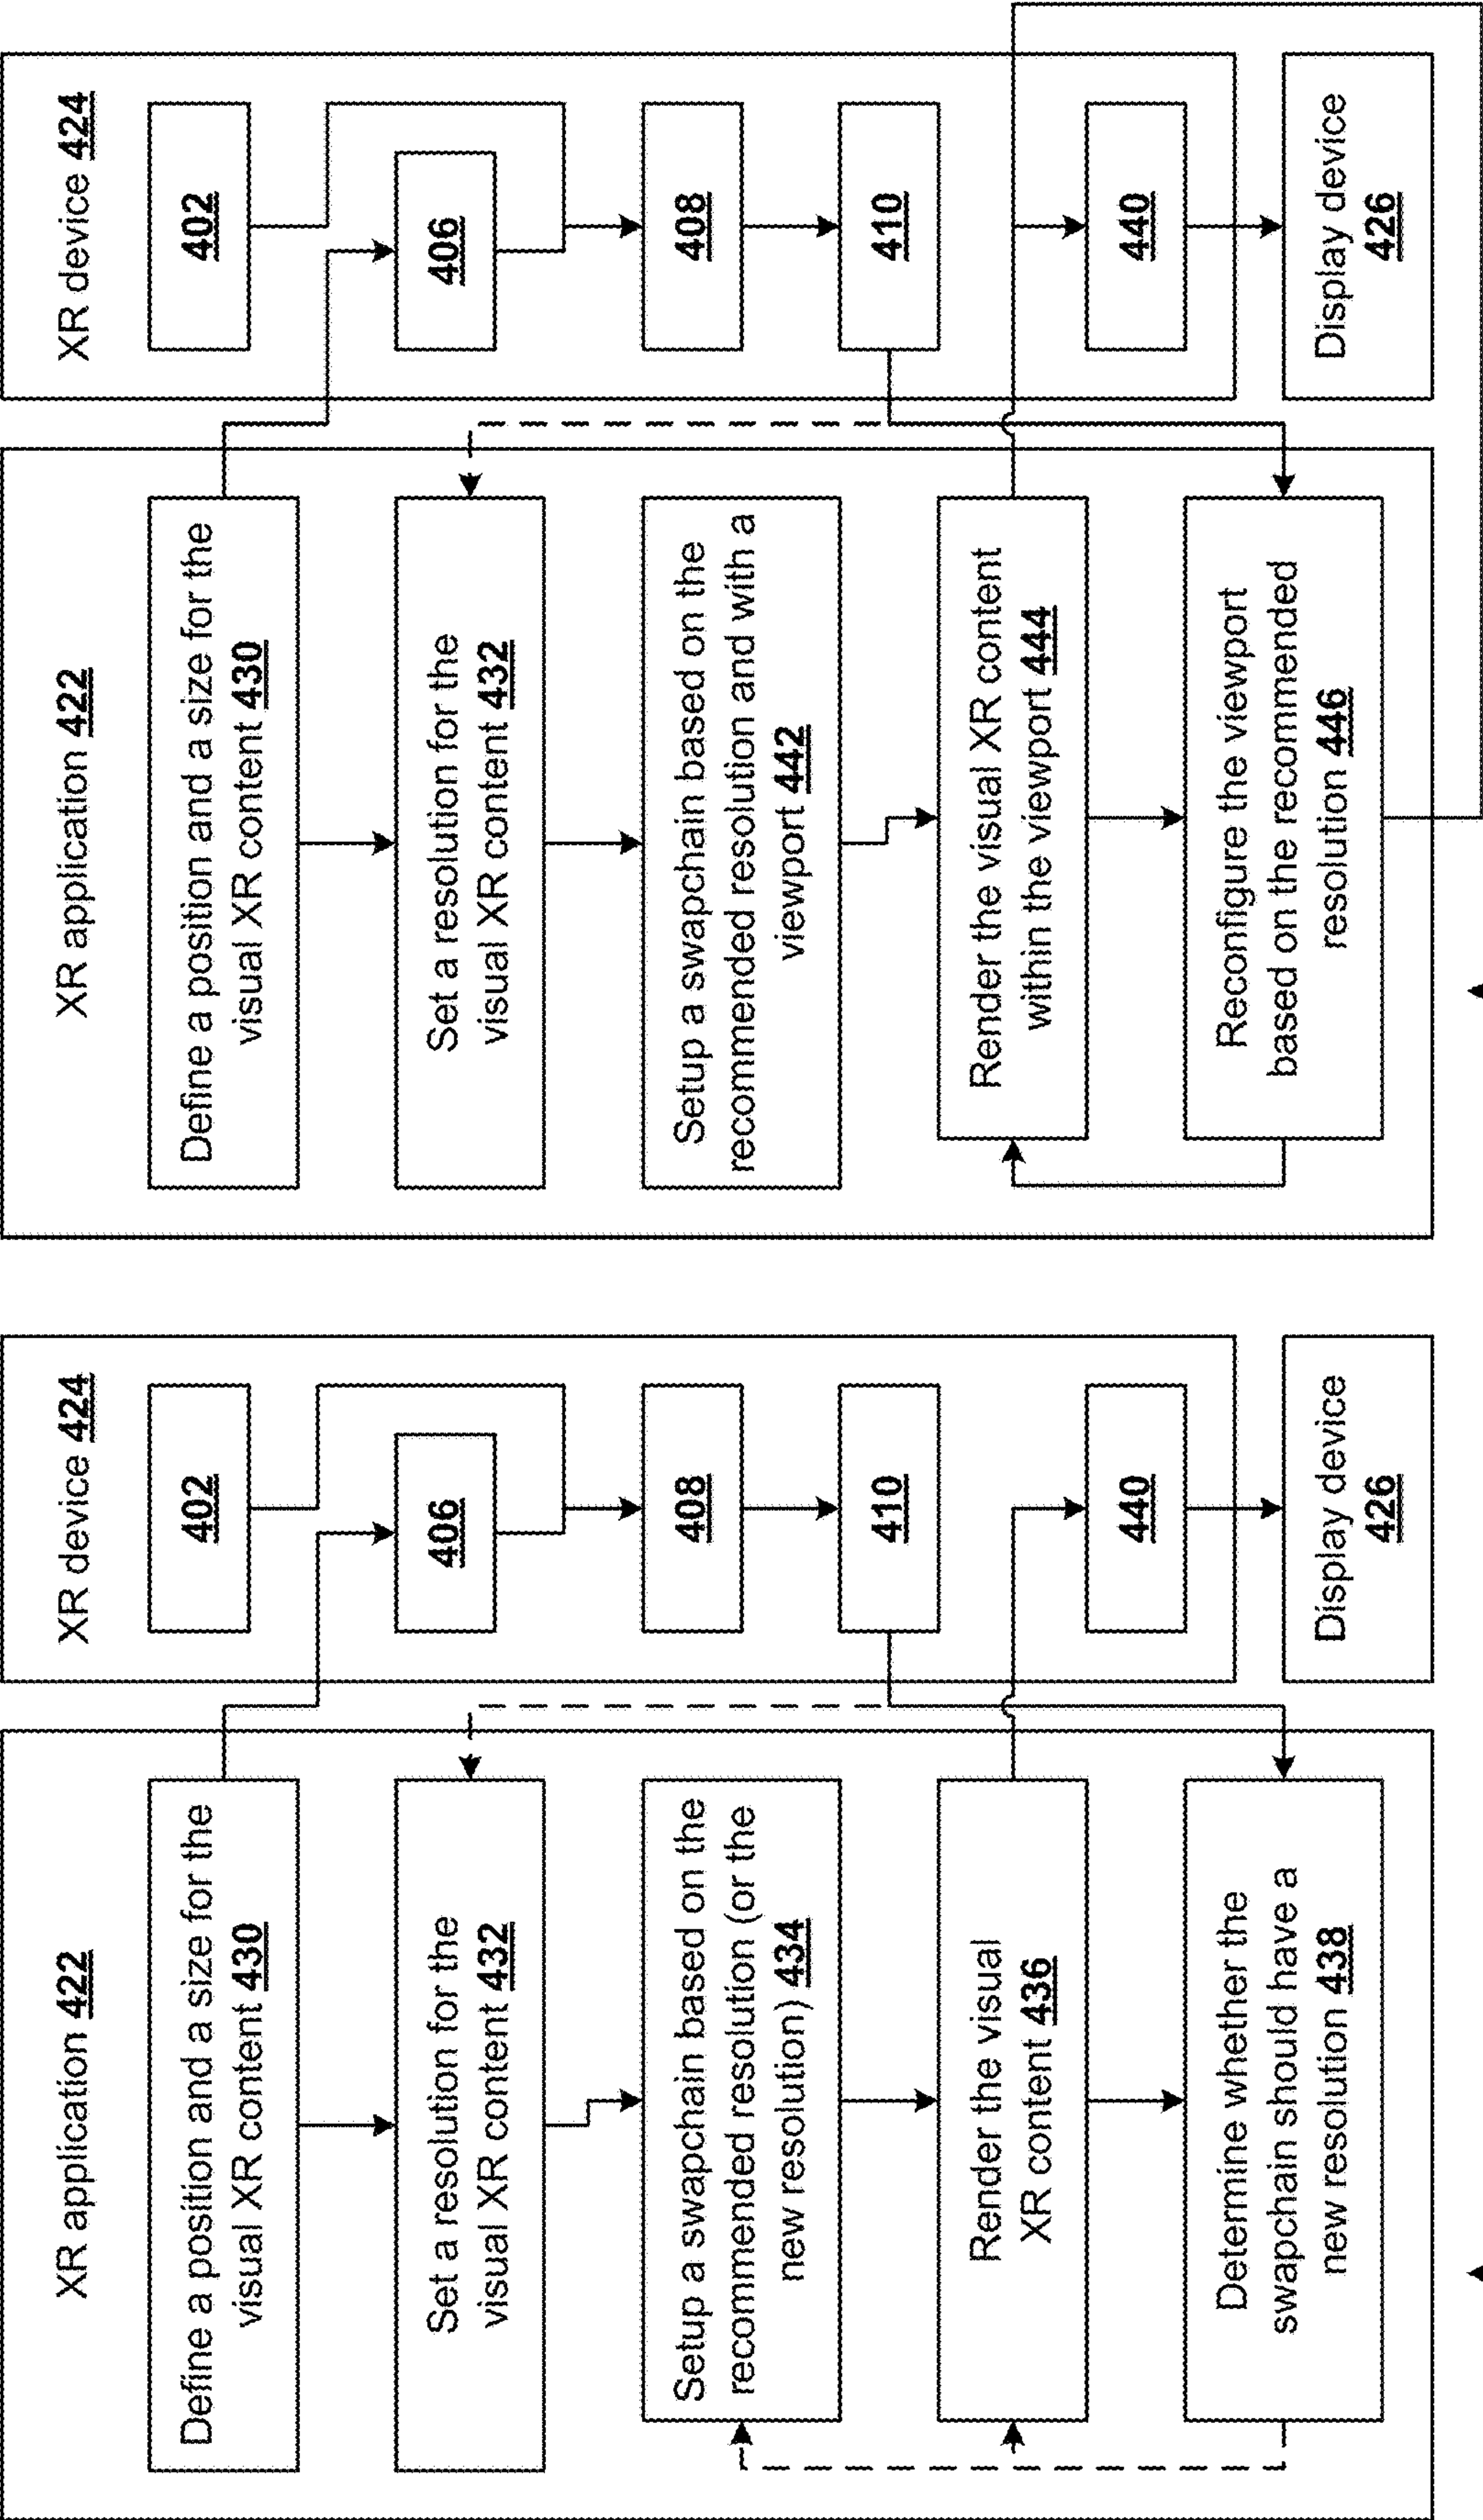 XR application 422
Define a position and a size for the
visual XR content 430
Set a resolution for the
visual XR content 432
Setup a swapchain based on the
recommended resolution (or the
new resolution) 434
Render the visual
XR content 436
Determine whether the
swapchain should have a
new resolution 438
XR device 424
402
406
408
410
440
Display device
426
XR application 422
Define a position and a size for the
visual XR content 430
Set a resolution for the
visual XR content 432
Setup a swapchain based on the
recommended resolution and with a
viewport 442
Render the visual XR content
within the viewport 444
Reconfigure the viewport
based on the recommended
resolution 446
XR device 424
402
406
408
410
440
Display device
426